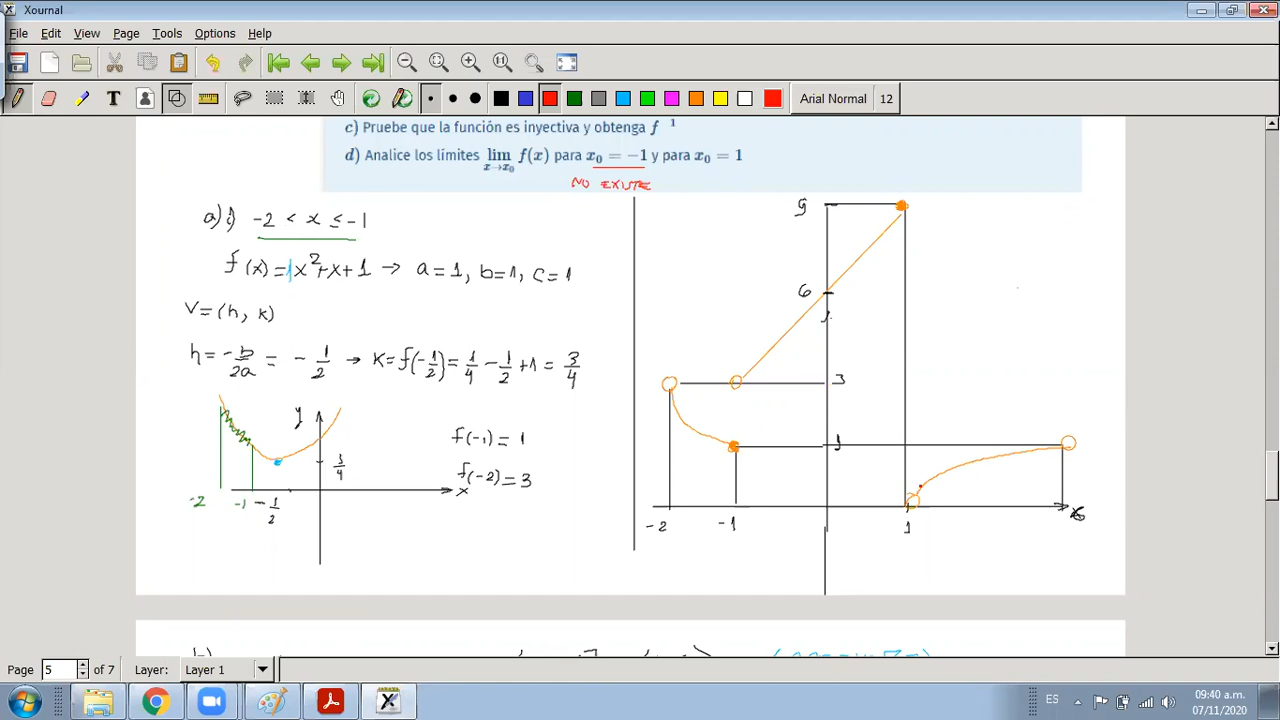 Xournal
File Edit View Page Tools Options Help
Arial Normal 12
c) Pruebe que la función es inyectiva y obtenga f⁻¹
d) Analice los límites lim x→x₀ f(x) para x₀ = −1 y para x₀ = 1
NO EXISTE
a) i) -2 < x ≤ -1
f(x) = 1x²+x+1 → a=1, b=1, c=1
V=(h, k)
h = -b/2a = -1/2 → K=f(-1/2) = 1/4 - 1/2 + 1 = 3/4
y
3/4
f(-1) = 1
f(-2) = 3
-2 -1 -1/2 x
9
6
3
1
-2 -1 1
Page 5 of 7 Layer: Layer 1
ES
09:40 a.m.
07/11/2020